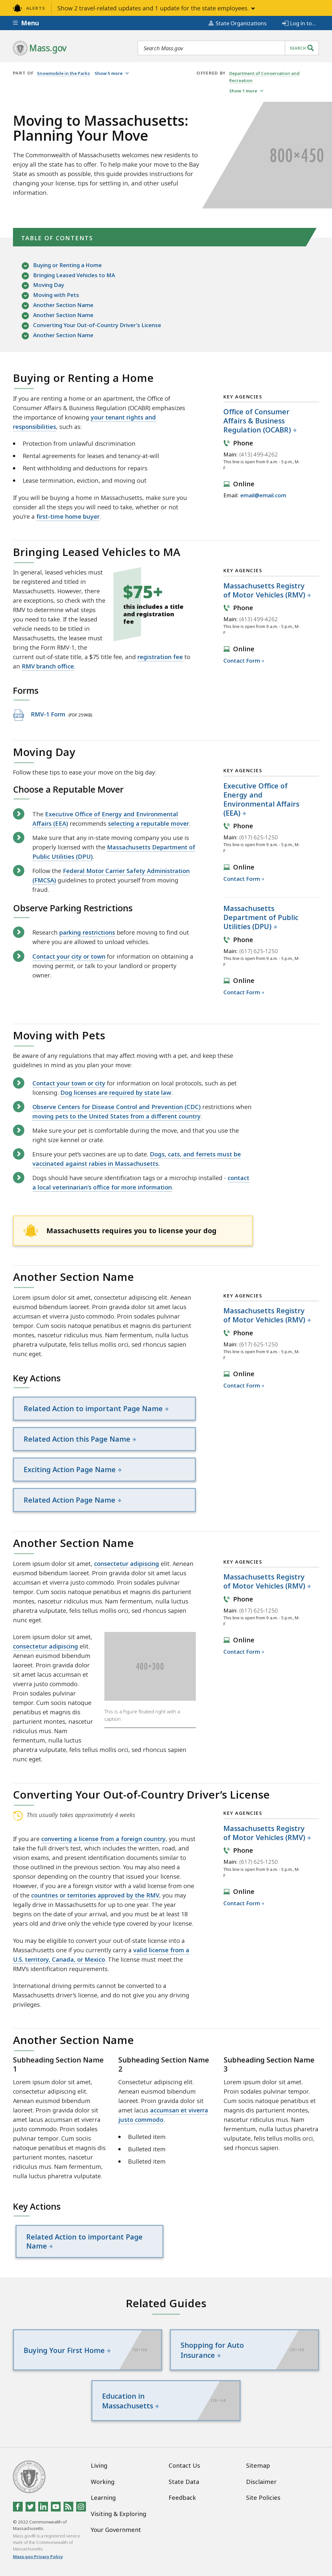 ALERTS Show 2 travel-related updates and 1 update for the state employees.
Menu
State Organizations
Log in to...
Mass.gov
Search Mass.gov
SEARCH
PART OF Snowmobile in the Parks Show 5 more
OFFERED BY Department of Conservation and
Recreation
Show 1 more
Moving to Massachusetts:
Planning Your Move
The Commonwealth of Massachusetts welcomes new residents to
enjoy all the state has to offer. To help make your move to MA go
as smoothly as possible, this guide provides instructions for
changing your license, tips for settling in, and other useful
information.
800×450
TABLE OF CONTENTS
Buying or Renting a Home
Bringing Leased Vehicles to MA
Moving Day
Moving with Pets
Another Section Name
Another Section Name
Converting Your Out-of-Country Driver's License
Another Section Name
Buying or Renting a Home
If you are renting a home or an apartment, the Office of
Consumer Affairs & Business Regulation (OCABR) emphasizes
the importance of knowing your tenant rights and
responsibilities, such as:
Protection from unlawful discrimination
Rental agreements for leases and tenancy-at-will
Rent withholding and deductions for repairs
Lease termination, eviction, and moving out
If you will be buying a home in Massachusetts, make sure you
consider all the steps you will need to take, whether or not
you're a first-time home buyer.
KEY AGENCIES
Office of Consumer
Affairs & Business
Regulation (OCABR)
Phone
Main: (413) 499-4262
This line is open from 9 a.m. - 5 p.m., M-
F
Online
Email: email@email.com
Bringing Leased Vehicles to MA
In general, leased vehicles must
be registered and titled in
Massachusetts. However, there
are exceptions, so check with the
RMV to determine what steps
you need to take. If you lease
the vehicle while living in
Massachusetts, the lessee must
bring the Form RMV-1,
current out-of-state title, a $75 title fee, and registration fee to
an RMV branch office.
$75+
this includes a title
and registration
fee
Forms
RMV-1 Form (PDF 259KB)
KEY AGENCIES
Massachusetts Registry
of Motor Vehicles (RMV)
Phone
Main: (413) 499-4262
This line is open from 9 a.m. - 5 p.m., M-
F
Online
Contact Form
Moving Day
Follow these tips to ease your move on the big day:
Choose a Reputable Mover
The Executive Office of Energy and Environmental
Affairs (EEA) recommends selecting a reputable mover.
Make sure that any in-state moving company you use is
properly licensed with the Massachusetts Department of
Public Utilities (DPU).
Follow the Federal Motor Carrier Safety Administration
(FMCSA) guidelines to protect yourself from moving
fraud.
Observe Parking Restrictions
Research parking restrictions before moving to find out
where you are allowed to unload vehicles.
Contact your city or town for information on obtaining a
moving permit, or talk to your landlord or property
owner.
KEY AGENCIES
Executive Office of
Energy and
Environmental Affairs
(EEA)
Phone
Main: (617) 625-1250
This line is open from 9 a.m. - 5 p.m., M-
F
Online
Contact Form
Massachusetts
Department of Public
Utilities (DPU)
Phone
Main: (617) 625-1250
This line is open from 9 a.m. - 5 p.m., M-
F
Online
Contact Form
Moving with Pets
Be aware of any regulations that may affect moving with a pet, and keep these
guidelines in mind as you plan your move:
Contact your town or city for information on local protocols, such as pet
licensing. Dog licenses are required by state law.
Observe Centers for Disease Control and Prevention (CDC) restrictions when
moving pets to the United States from a different country.
Make sure your pet is comfortable during the move, and that you use the
right size kennel or crate.
Ensure your pet's vaccines are up to date. Dogs, cats, and ferrets must be
vaccinated against rabies in Massachusetts.
Dogs should have secure identification tags or a microchip installed - contact
a local veterinarian's office for more information.
Massachusetts requires you to license your dog
Another Section Name
Lorem ipsum dolor sit amet, consectetur adipiscing elit. Aenean
euismod bibendum laoreet. Proin gravida dolor sit amet lacus
accumsan et viverra justo commodo. Proin sodales pulvinar
tempor. Cum sociis natoque penatibus et magnis dis parturient
montes, nascetur ridiculus mus. Nam fermentum, nulla luctus
pharetra vulputate, felis tellus mollis orci, sed rhoncus sapien
nunc eget.
Key Actions
Related Action to important Page Name
Related Action this Page Name
Exciting Action Page Name
Related Action Page Name
KEY AGENCIES
Massachusetts Registry
of Motor Vehicles (RMV)
Phone
Main: (617) 625-1250
This line is open from 9 a.m. - 5 p.m., M-
F
Online
Contact Form
Another Section Name
Lorem ipsum dolor sit amet, consectetur adipiscing elit. Aenean
euismod bibendum laoreet. Proin gravida dolor sit amet lacus
accumsan et viverra justo commodo. Proin sodales pulvinar
tempor. Cum sociis natoque penatibus et magnis dis parturient
montes, nascetur ridiculus mus. Nam fermentum, nulla luctus
pharetra vulputate, felis tellus mollis orci, sed rhoncus sapien
nunc eget.
Lorem ipsum dolor sit amet,
consectetur adipiscing elit.
Aenean euismod bibendum
laoreet. Proin gravida dolor
sit amet lacus accumsan et
viverra justo commodo.
Proin sodales pulvinar
tempor. Cum sociis natoque
penatibus et magnis dis
parturient montes, nascetur
ridiculus mus. Nam
fermentum, nulla luctus
pharetra vulputate, felis tellus mollis orci, sed rhoncus sapien
nunc eget.
400×300
This is a Figure floated right with a
caption
KEY AGENCIES
Massachusetts Registry
of Motor Vehicles (RMV)
Phone
Main: (617) 625-1250
This line is open from 9 a.m. - 5 p.m., M-
F
Online
Contact Form
Converting Your Out-of-Country Driver's License
This usually takes approximately 4 weeks
If you are converting a license from a foreign country, you must
take the full driver's test, which includes the written, learner's
permit, and road tests. For the road test, you must provide your
own sponsor and vehicle. You will not be required to surrender
the out-of-country license that you are converting.
However, if you are a foreign visitor with a valid license in one of
the countries or territories approved by the RMV, you may be
legally drive in Massachusetts for up to one year. The year
begins on the date of your arrival, and you must be at least 18
years old and drive only the vehicle type covered by your license.
You may be eligible to convert your out-of-state license into a
Massachusetts one if you currently carry a valid license from a
U.S. territory, Canada, or Mexico. The license must meet the
RMV's identification requirements.
International driving permits cannot be converted to a
Massachusetts driver's license, and do not give you any driving
privileges.
KEY AGENCIES
Massachusetts Registry
of Motor Vehicles (RMV)
Phone
Main: (617) 625-1250
This line is open from 9 a.m. - 5 p.m., M-
F
Online
Contact Form
Another Section Name
Subheading Section Name
1
Lorem ipsum dolor sit amet,
consectetur adipiscing elit.
Aenean euismod bibendum
laoreet. Proin gravida dolor sit
amet lacus accumsan et viverra
justo commodo. Proin sodales
pulvinar tempor. Cum sociis
natoque penatibus et magnis
dis parturient montes, nascetur
ridiculus mus. Nam fermentum,
nulla luctus pharetra vulputate.
Subheading Section Name
2
Consectetur adipiscing elit.
Aenean euismod bibendum
laoreet. Proin gravida dolor sit
amet lacus accumsan et viverra
justo commodo.
Bulleted item
Bulleted item
Bulleted item
Subheading Section Name
3
Lorem ipsum dolor sit amet.
Proin sodales pulvinar tempor.
Cum sociis natoque penatibus et
magnis dis parturient montes,
nascetur ridiculus mus. Nam
fermentum, nulla luctus
pharetra vulputate, felis tellus
mollis orci, sed rhoncus sapien.
Key Actions
Related Action to important Page
Name
Related Guides
Buying Your First Home
Shopping for Auto
Insurance
Education in
Massachusetts
Living
Working
Learning
Visiting & Exploring
Your Government
Contact Us
State Data
Feedback
Sitemap
Disclaimer
Site Policies
© 2022 Commonwealth of
Massachusetts.
Mass.gov® is a registered service
mark of the Commonwealth of
Massachusetts.
Mass.gov Privacy Policy